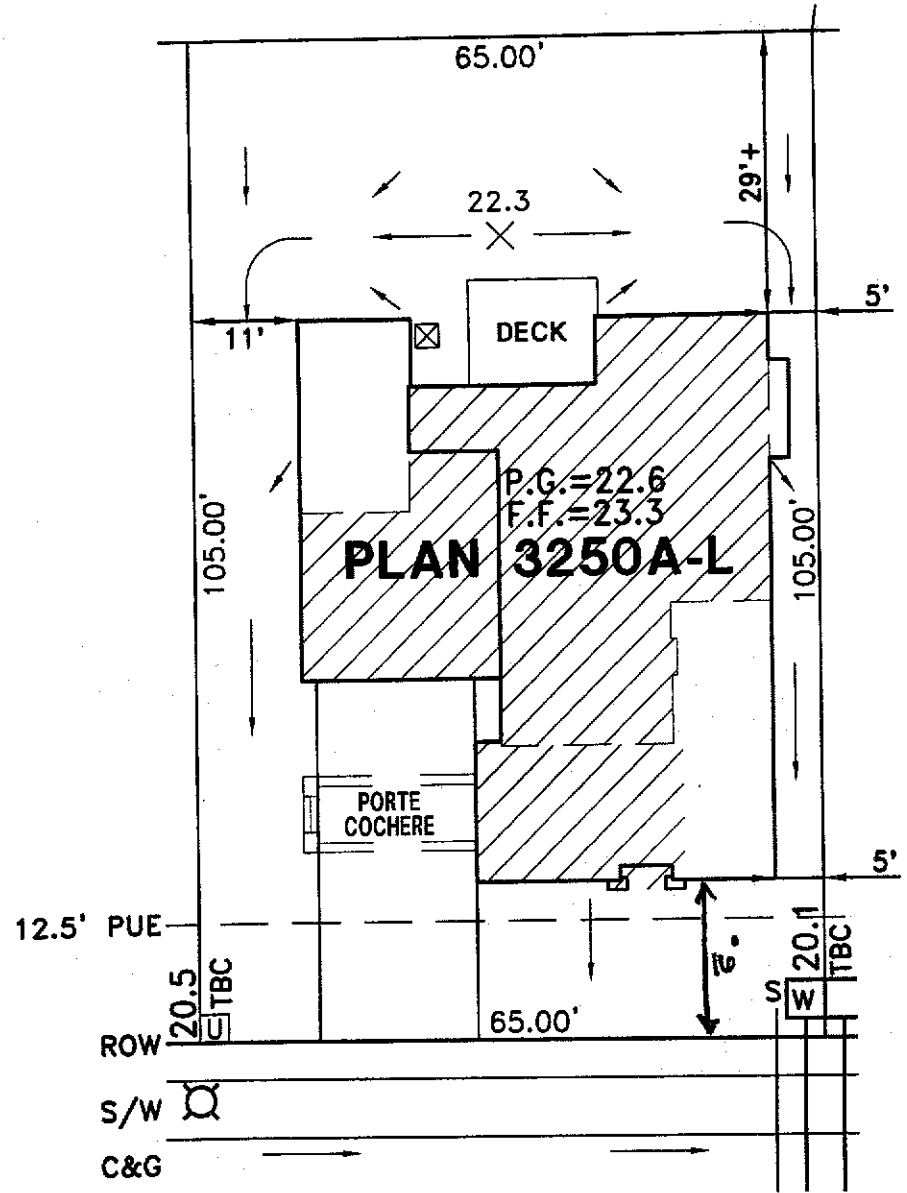 65.00'
29'+
22.3
5'
11'
DECK
P.G.=22.6
F.F.=23.3
PLAN 3250A-L
105.00'
105.00'
PORTE
COCHERE
5'
12.5' PUE
20.5
TBC
U
20.1
TBC
S
W
65.00'
ROW
S/W
C&G